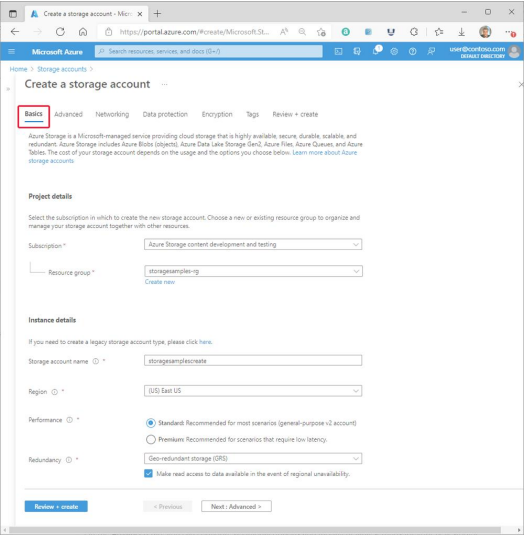 Create a storage account - Micro
https://portal.azure.com/#create/Microsoft.St...
Microsoft Azure
Search resources, services, and docs (G+/)
user@contoso.com
DEFAULT DIRECTORY
Home > Storage accounts >
Create a storage account ...
Basics Advanced Networking Data protection Encryption Tags Review + create
Azure Storage is a Microsoft-managed service providing cloud storage that is highly available, secure, durable, scalable, and
redundant. Azure Storage includes Azure Blobs (objects), Azure Data Lake Storage Gen2, Azure Files, Azure Queues, and Azure
Tables. The cost of your storage account depends on the usage and the options you choose below. Learn more about Azure
storage accounts
Project details
Select the subscription in which to create the new storage account. Choose a new or existing resource group to organize and
manage your storage account together with other resources.
Subscription * Azure Storage content development and testing
Resource group * storagesamples-rg
Create new
Instance details
If you need to create a legacy storage account type, please click here.
Storage account name * storagesamplescreate
Region * (US) East US
Performance * Standard: Recommended for most scenarios (general-purpose v2 account)
Premium: Recommended for scenarios that require low latency.
Redundancy * Geo-redundant storage (GRS)
Make read access to data available in the event of regional unavailability.
Review + create < Previous Next : Advanced >